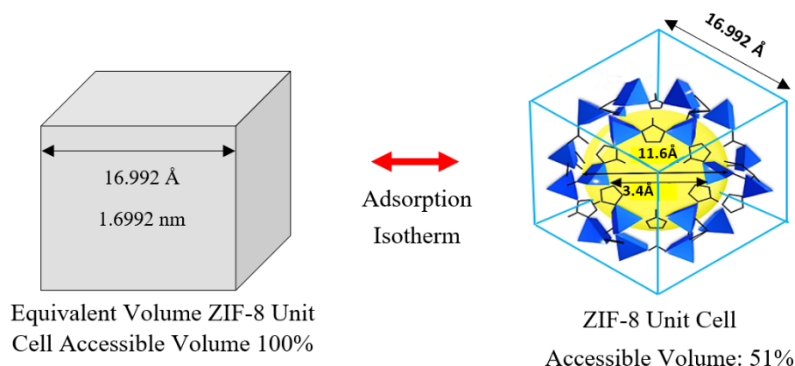 16.992 Å
1.6992 nm
Equivalent Volume ZIF-8 Unit
Cell Accessible Volume 100%
Adsorption
Isotherm
16.992 Å
11.6Å
3.4Å
ZIF-8 Unit Cell
Accessible Volume: 51%